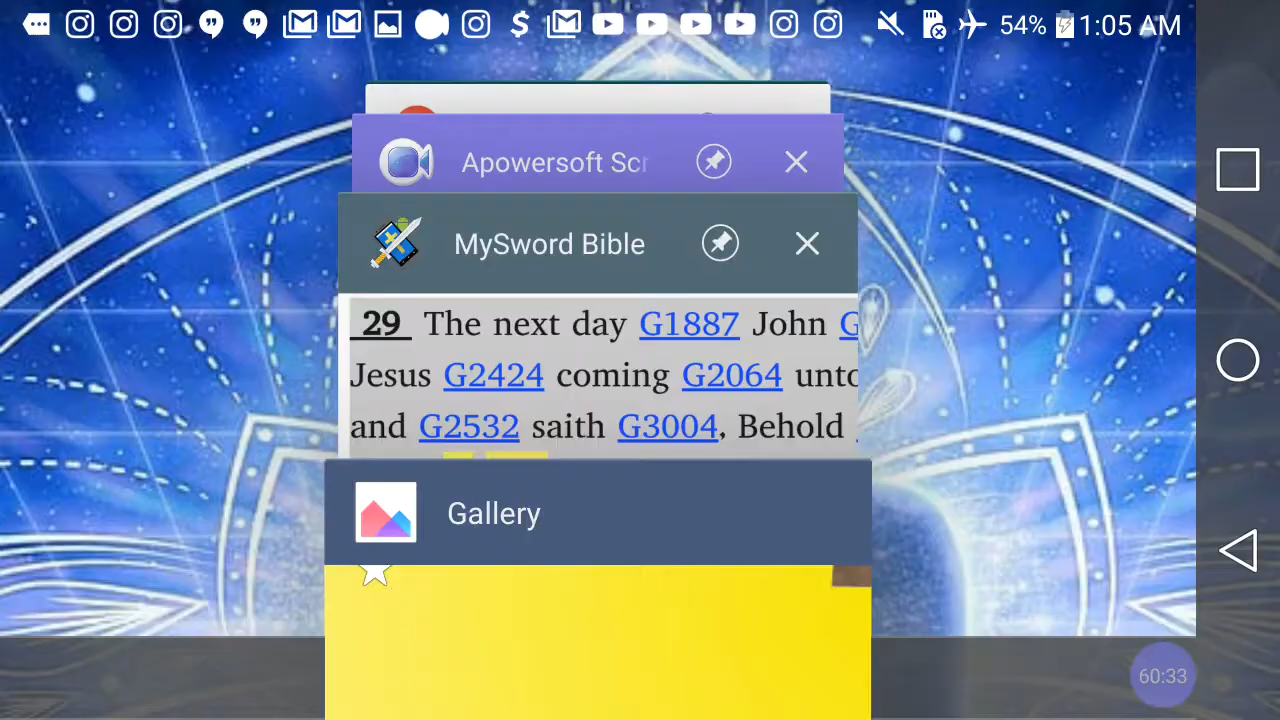 54% 1:05 AM
Apowersoft Scr
MySword Bible
29 The next day G1887 John G
Jesus G2424 coming G2064 unto
and G2532 saith G3004, Behold
Gallery
60:33